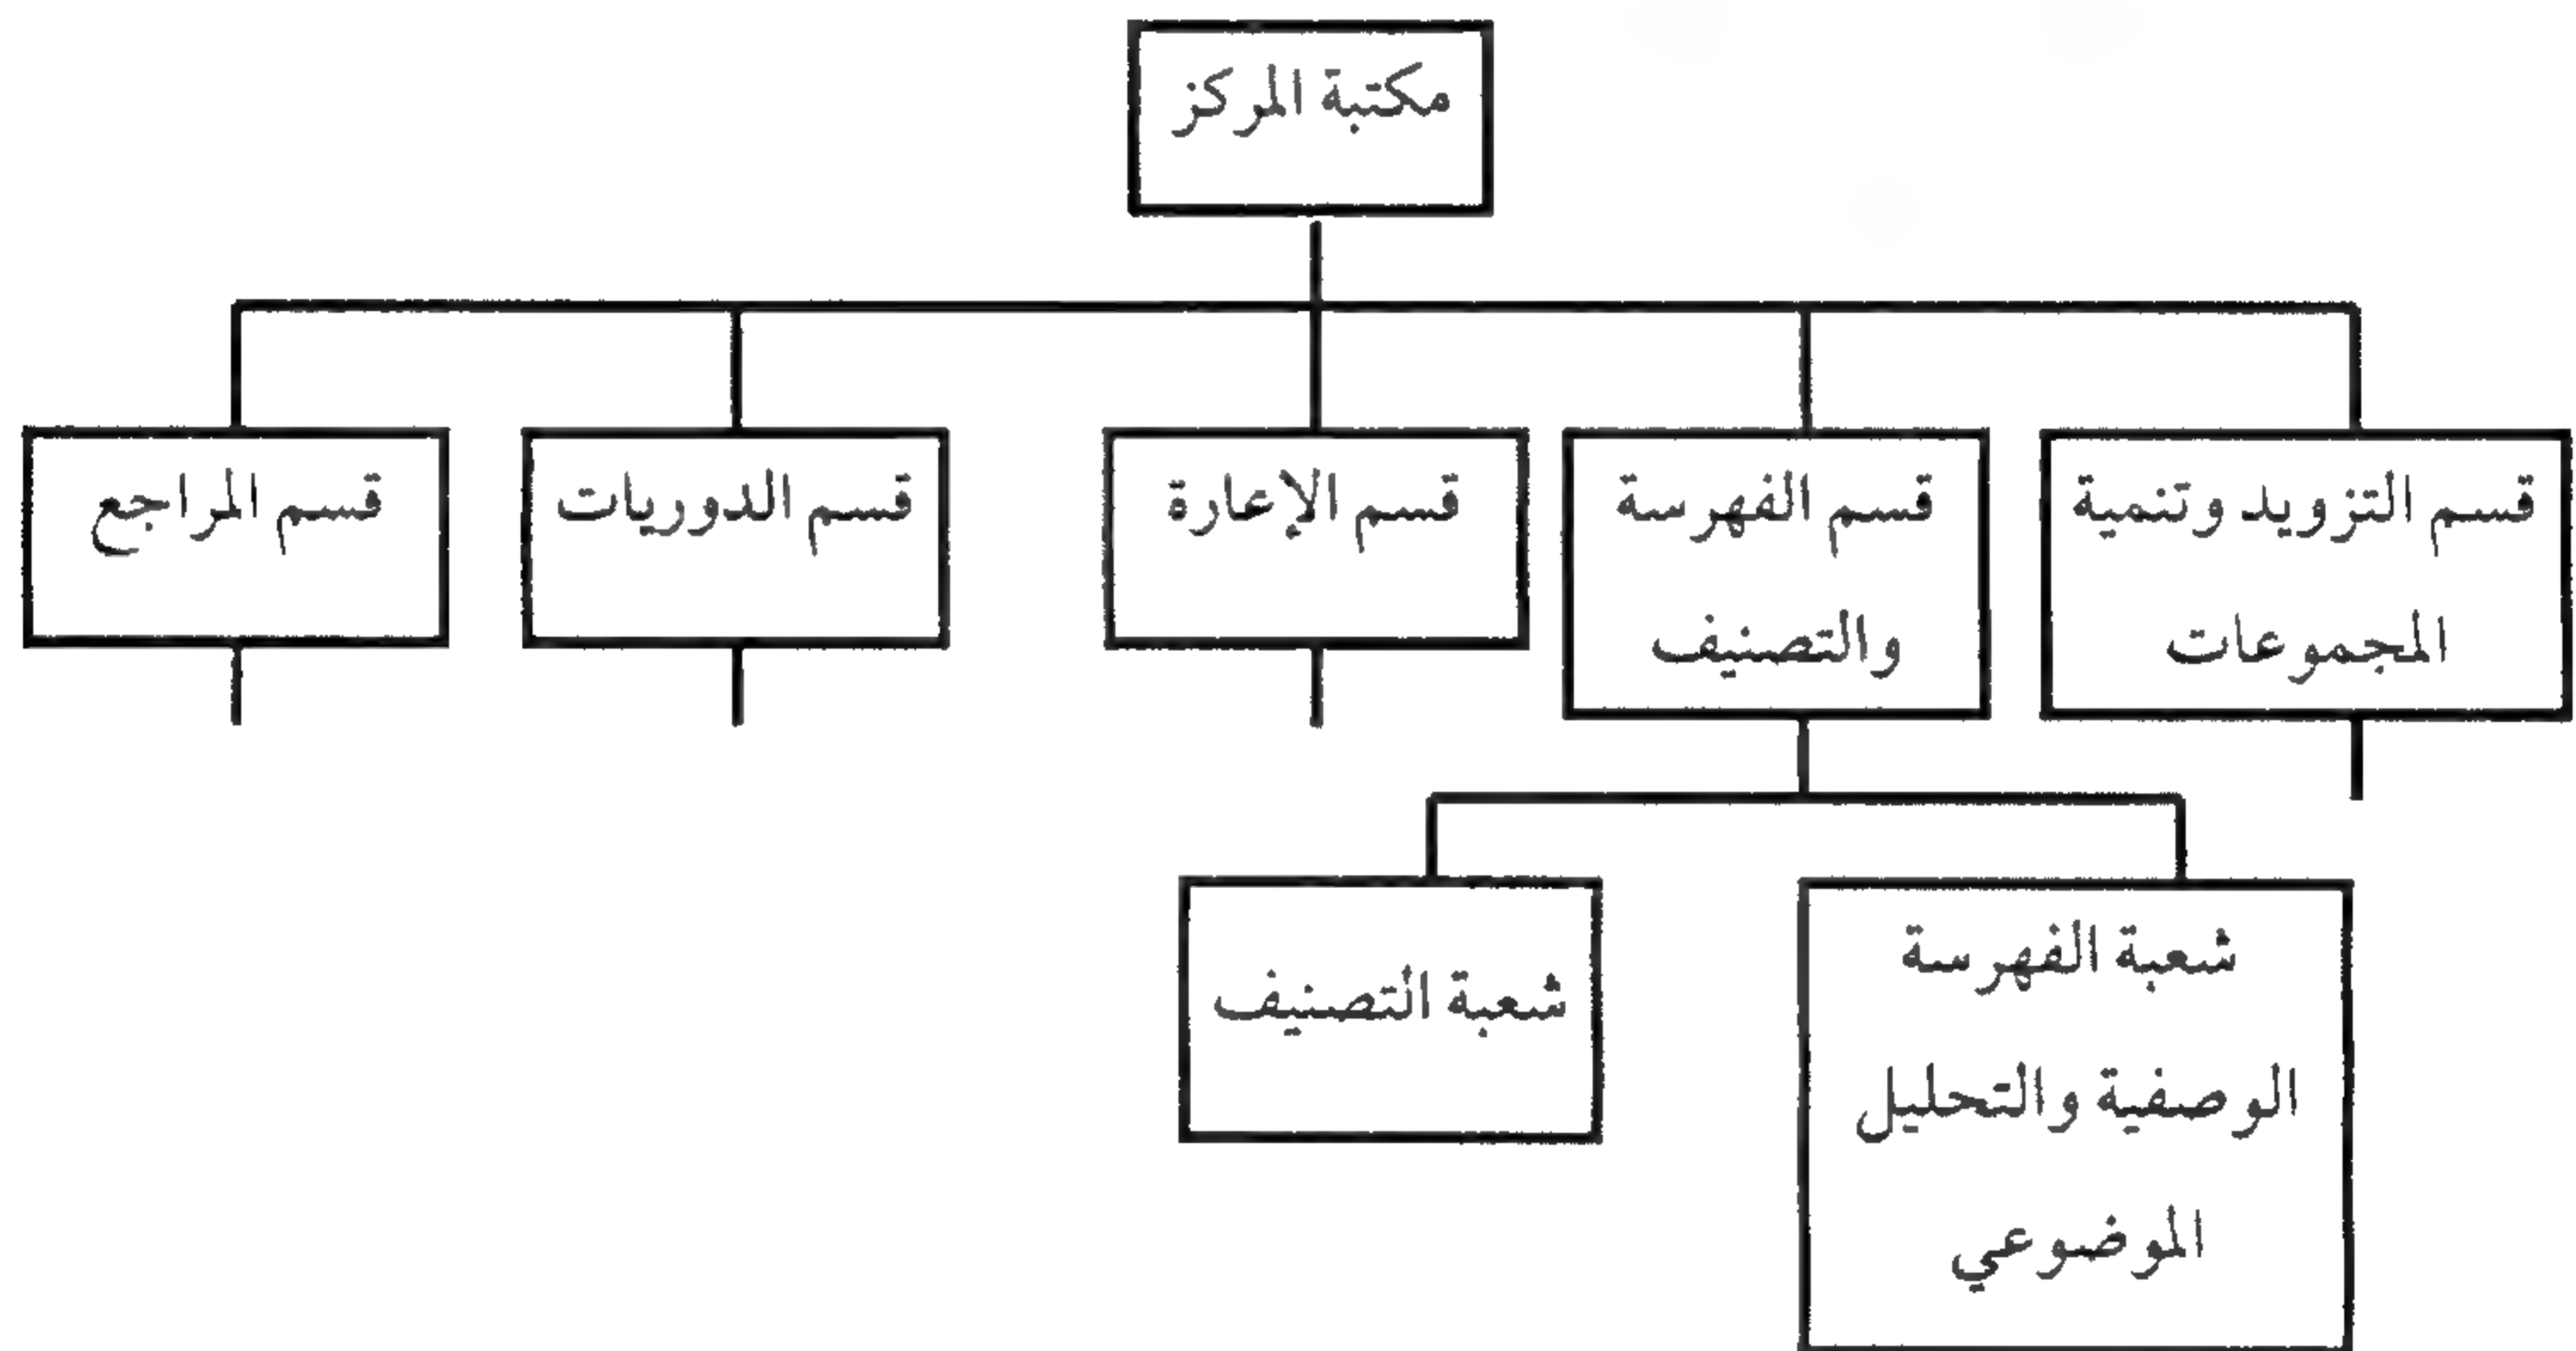 مكتبة المركز
قسم التزويد وتنمية
المجموعات
قسم الفهرسة
والتصنيف
قسم الإعارة
قسم الدوريات
قسم المراجع
شعبة الفهرسة
الوصفية والتحليل
الموضوعي
شعبة التصنيف